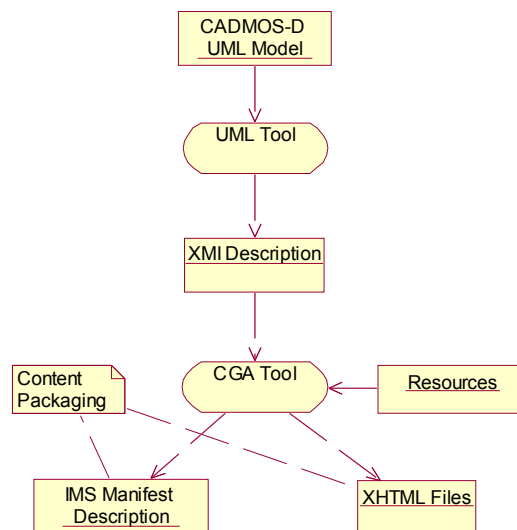 CADMOS-D
UML Model
UML Tool
XMI Description
CGA Tool
Content
Packaging
Resources
IMS Manifest
Description
XHTML Files